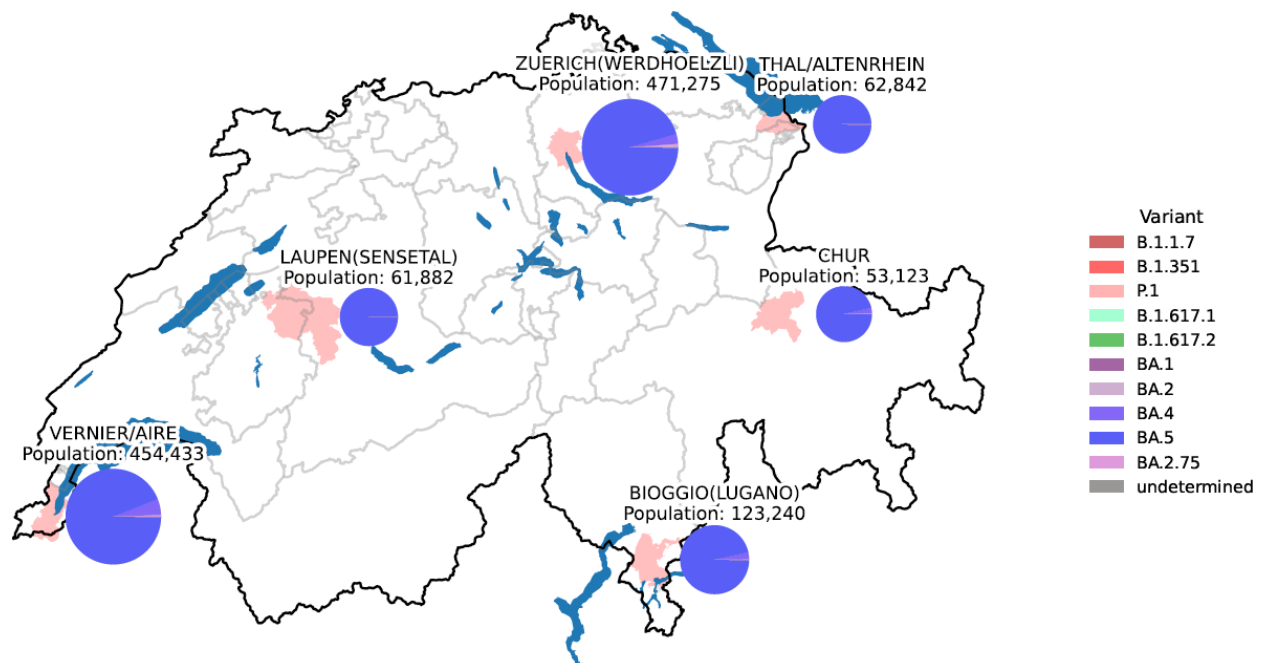 ZUERICH(WERDHOELZLI)
Population: 471,275
THAL/ALTENRHEIN
Population: 62,842
LAUPEN(SENSETAL)
Population: 61,882
CHUR
Population: 53,123
VERNIER/AIRE
Population: 454,433
BIOGGIO(LUGANO)
Population: 123,240
Variant
B.1.1.7
B.1.351
P.1
B.1.617.1
B.1.617.2
BA.1
BA.2
BA.4
BA.5
BA.2.75
undetermined